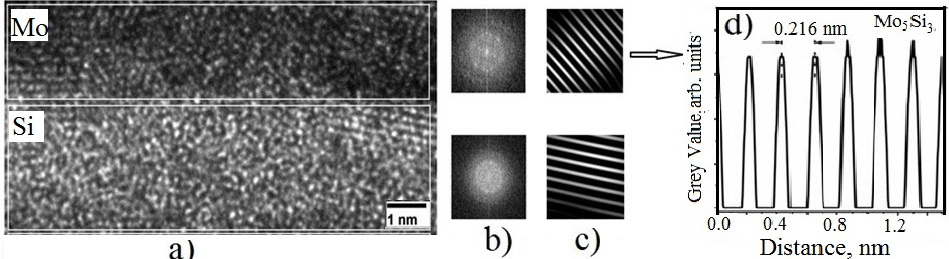 Mo
Si
1 nm
a)
b)
c)
d)
0.216 nm
Mo5Si3
Grey Value,arb. units
0.0
0.4
0.8
1.2
Distance, nm